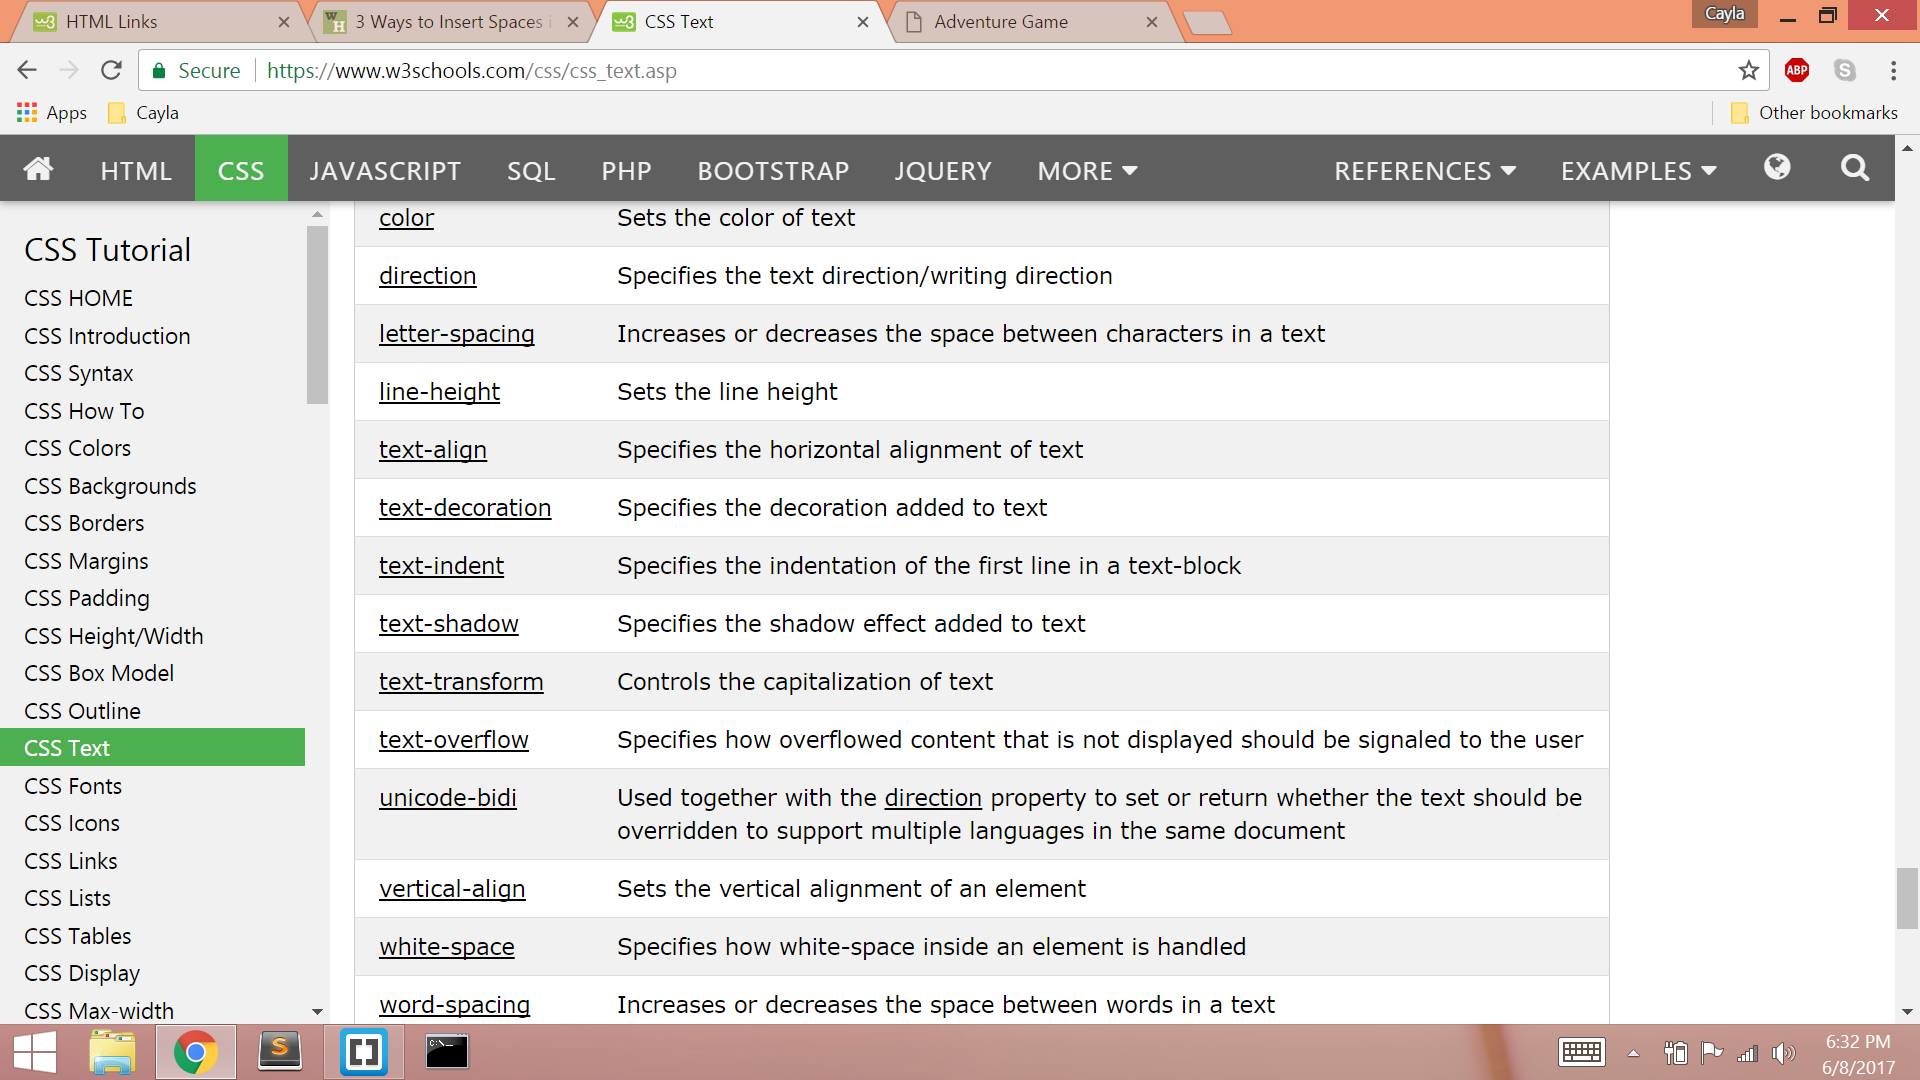 HTML Links
3 Ways to Insert Spaces i
CSS Text
Adventure Game
Cayla
Secure
https://www.w3schools.com/css/css_text.asp
ABP
Apps
Cayla
Other bookmarks
HTML
CSS
JAVASCRIPT
SQL
PHP
BOOTSTRAP
JQUERY
MORE
REFERENCES
EXAMPLES
CSS Tutorial
CSS HOME
CSS Introduction
CSS Syntax
CSS How To
CSS Colors
CSS Backgrounds
CSS Borders
CSS Margins
CSS Padding
CSS Height/Width
CSS Box Model
CSS Outline
CSS Text
CSS Fonts
CSS Icons
CSS Links
CSS Lists
CSS Tables
CSS Display
CSS Max-width
color Sets the color of text
direction Specifies the text direction/writing direction
letter-spacing Increases or decreases the space between characters in a text
line-height Sets the line height
text-align Specifies the horizontal alignment of text
text-decoration Specifies the decoration added to text
text-indent Specifies the indentation of the first line in a text-block
text-shadow Specifies the shadow effect added to text
text-transform Controls the capitalization of text
text-overflow Specifies how overflowed content that is not displayed should be signaled to the user
unicode-bidi Used together with the direction property to set or return whether the text should be
overridden to support multiple languages in the same document
vertical-align Sets the vertical alignment of an element
white-space Specifies how white-space inside an element is handled
word-spacing Increases or decreases the space between words in a text
6:32 PM
6/8/2017